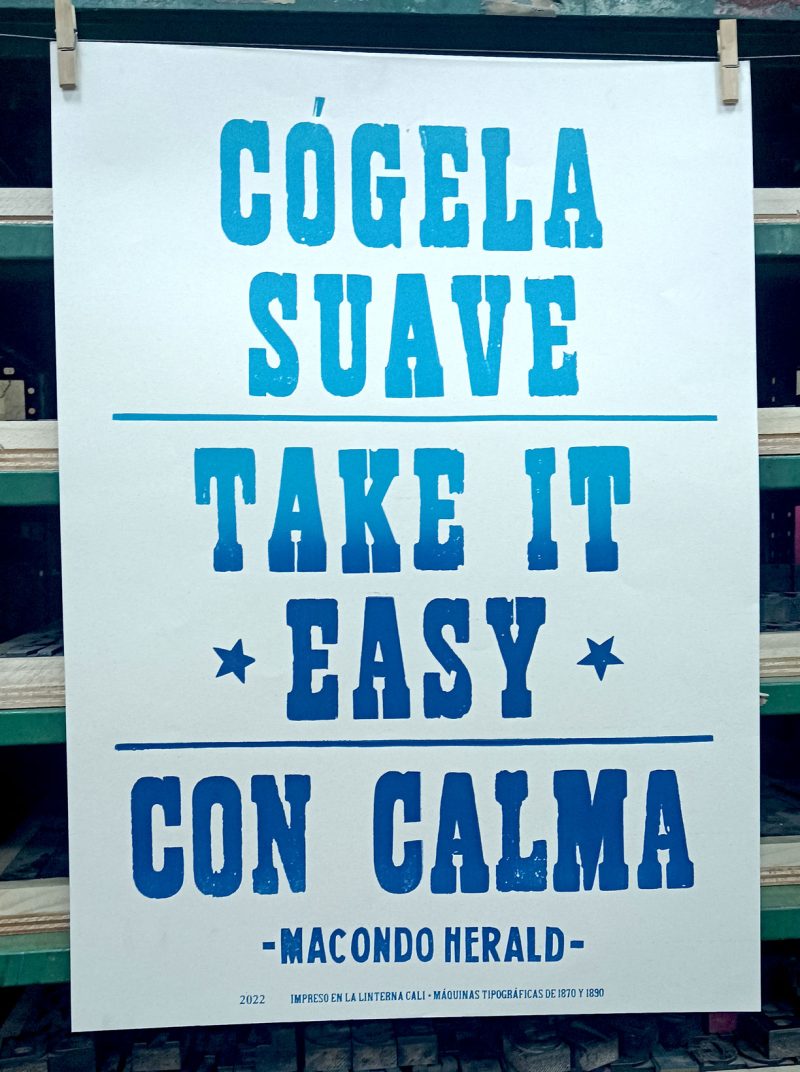 CÓGELA
SUAVE
TAKE IT
★ EASY ★
CON CALMA
-MACONDO HERALD-
2022 IMPRESO EN LA LINTERNA CALI • MÁQUINAS TIPOGRÁFICAS DE 1870 Y 1890